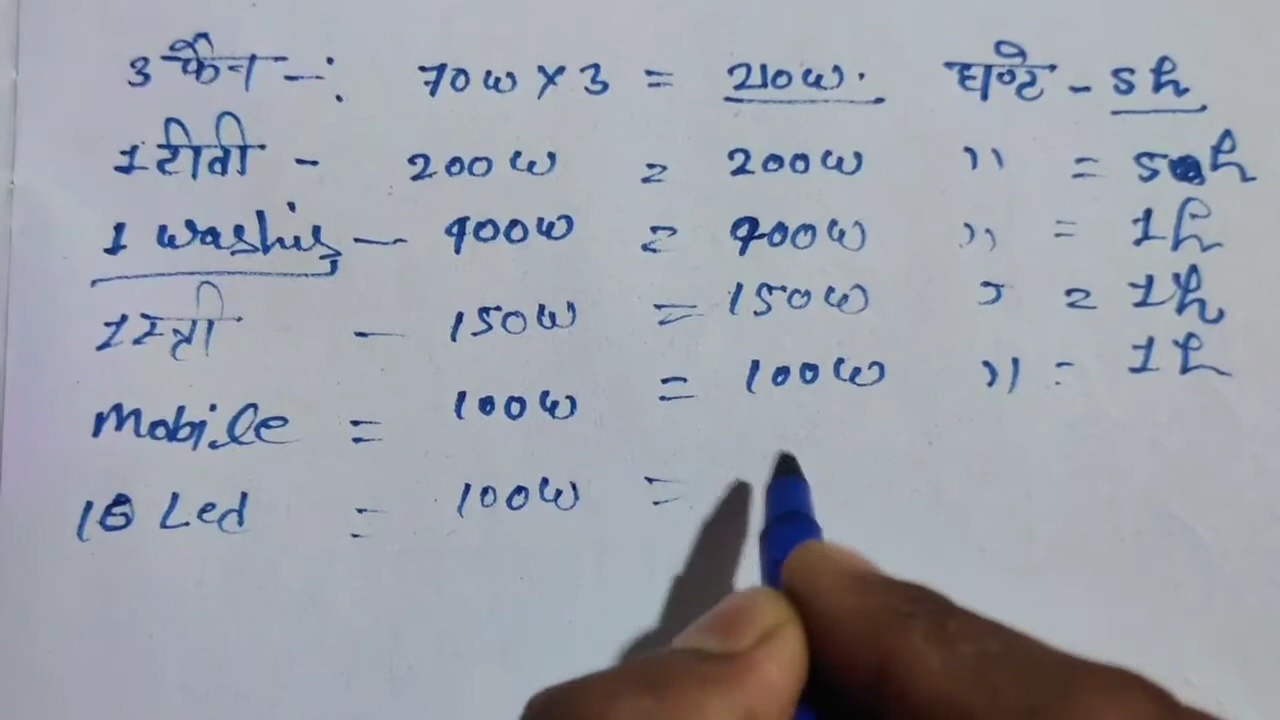 3 फैन -: 70W × 3 = 210W. घण्टे - 5h
1 टीवी - 200W = 200W " = 5h
1 washig - 400W = 400W " = 1h
1 स्त्री - 150W = 150W " = 1h
Mobile = 100W = 100W " = 1h
10 Led = 100W =